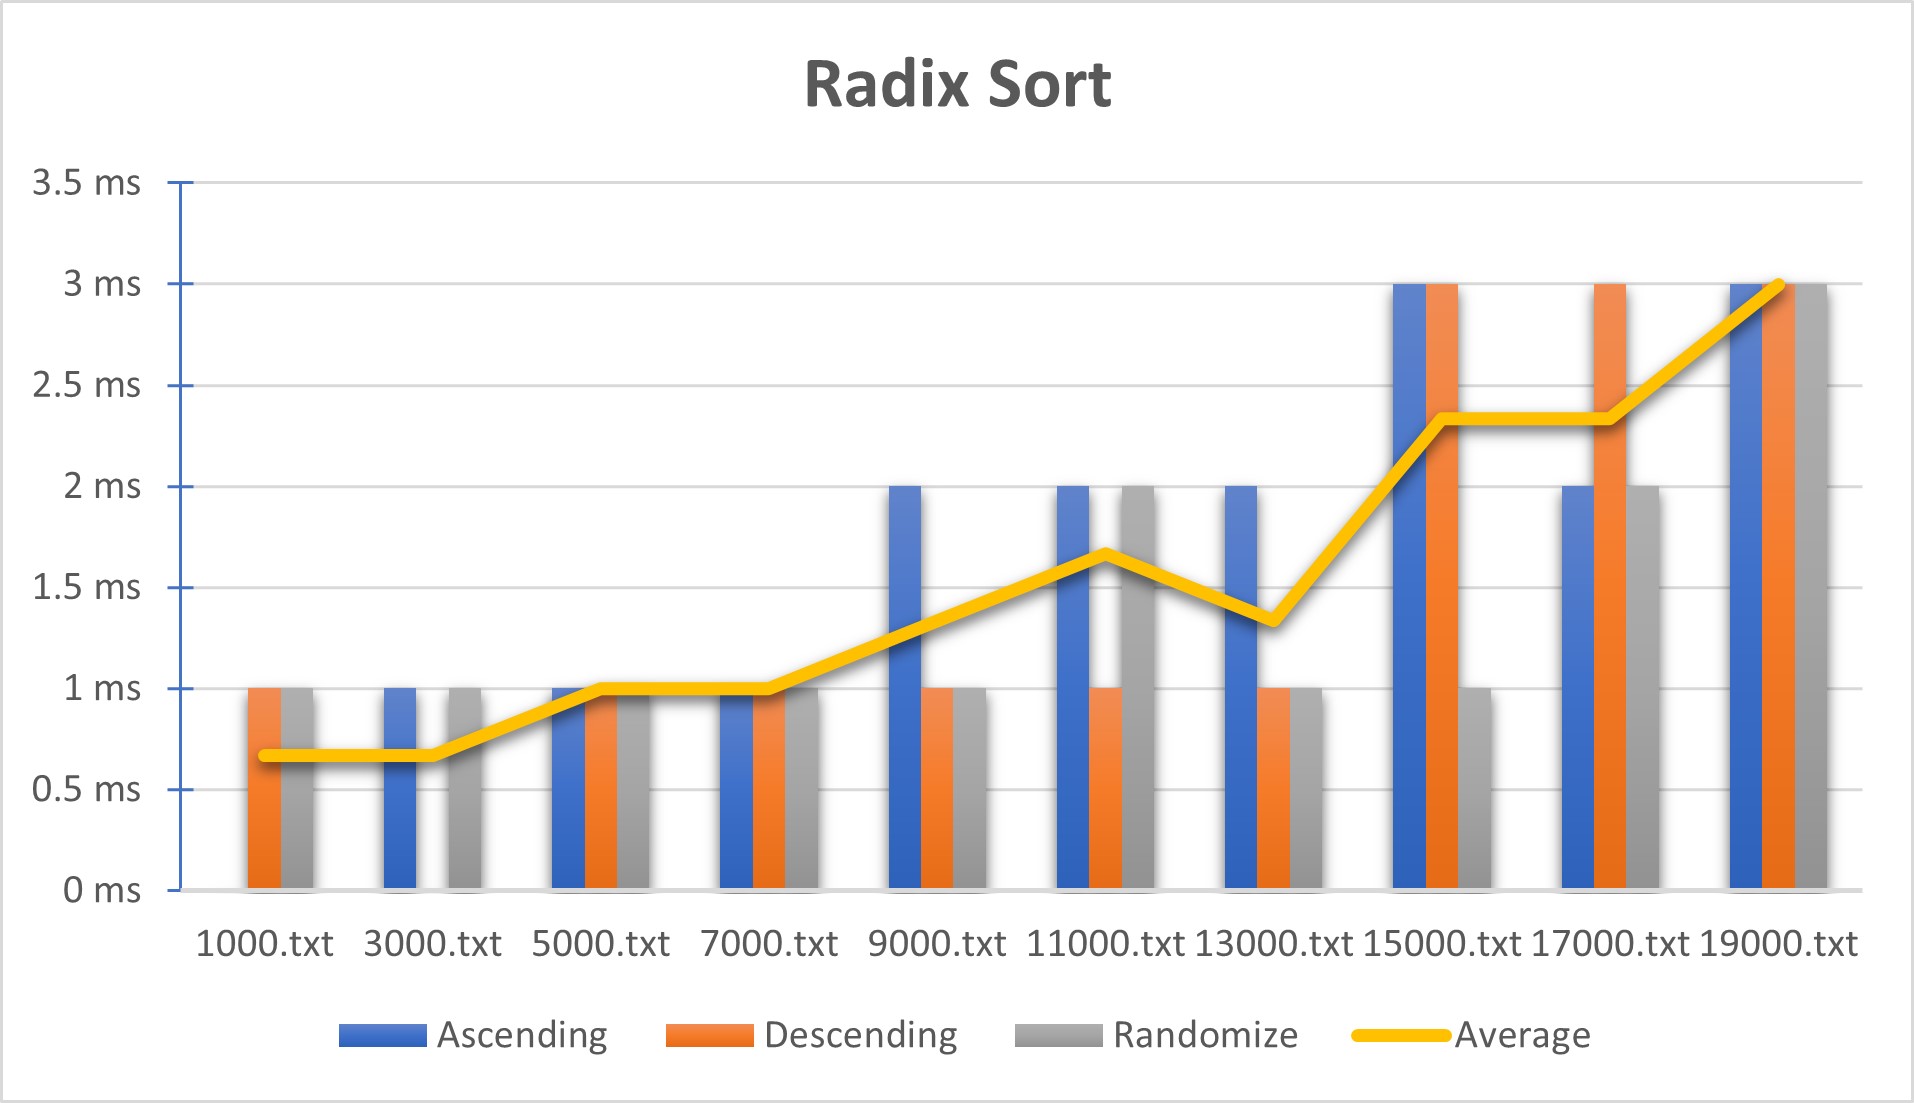 Radix Sort
3.5 ms
3 ms
2.5 ms
2 ms
1.5 ms
1 ms
0.5 ms
0 ms
1000.txt 3000.txt 5000.txt 7000.txt 9000.txt 11000.txt 13000.txt 15000.txt 17000.txt 19000.txt
Ascending Descending Randomize Average